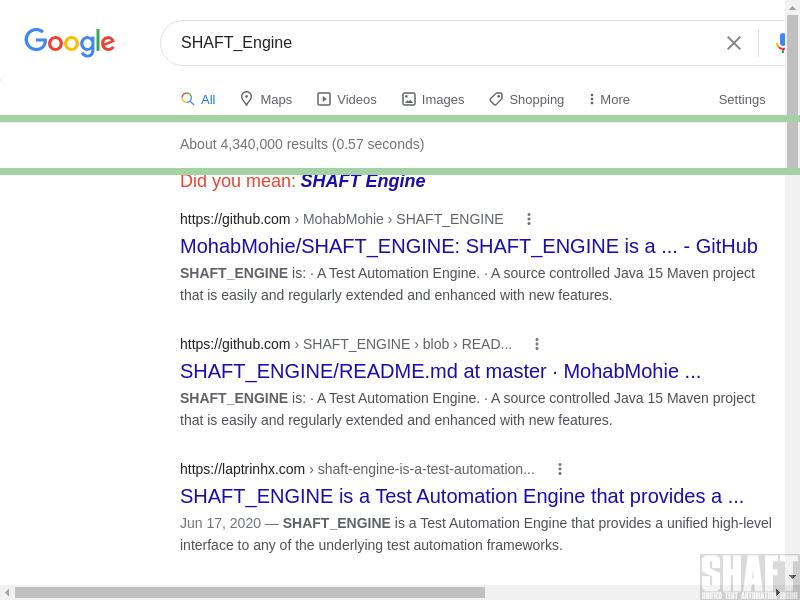 Google
SHAFT_Engine
All Maps Videos Images Shopping More Settings
About 4,340,000 results (0.57 seconds)
Did you mean: SHAFT Engine
https://github.com › MohabMohie › SHAFT_ENGINE
MohabMohie/SHAFT_ENGINE: SHAFT_ENGINE is a ... - GitHub
SHAFT_ENGINE is: · A Test Automation Engine. · A source controlled Java 15 Maven project
that is easily and regularly extended and enhanced with new features.
https://github.com › SHAFT_ENGINE › blob › READ...
SHAFT_ENGINE/README.md at master · MohabMohie ...
SHAFT_ENGINE is: · A Test Automation Engine. · A source controlled Java 15 Maven project
that is easily and regularly extended and enhanced with new features.
https://laptrinhx.com › shaft-engine-is-a-test-automation...
SHAFT_ENGINE is a Test Automation Engine that provides a ...
Jun 17, 2020 — SHAFT_ENGINE is a Test Automation Engine that provides a unified high-level
interface to any of the underlying test automation frameworks.
SHAFT